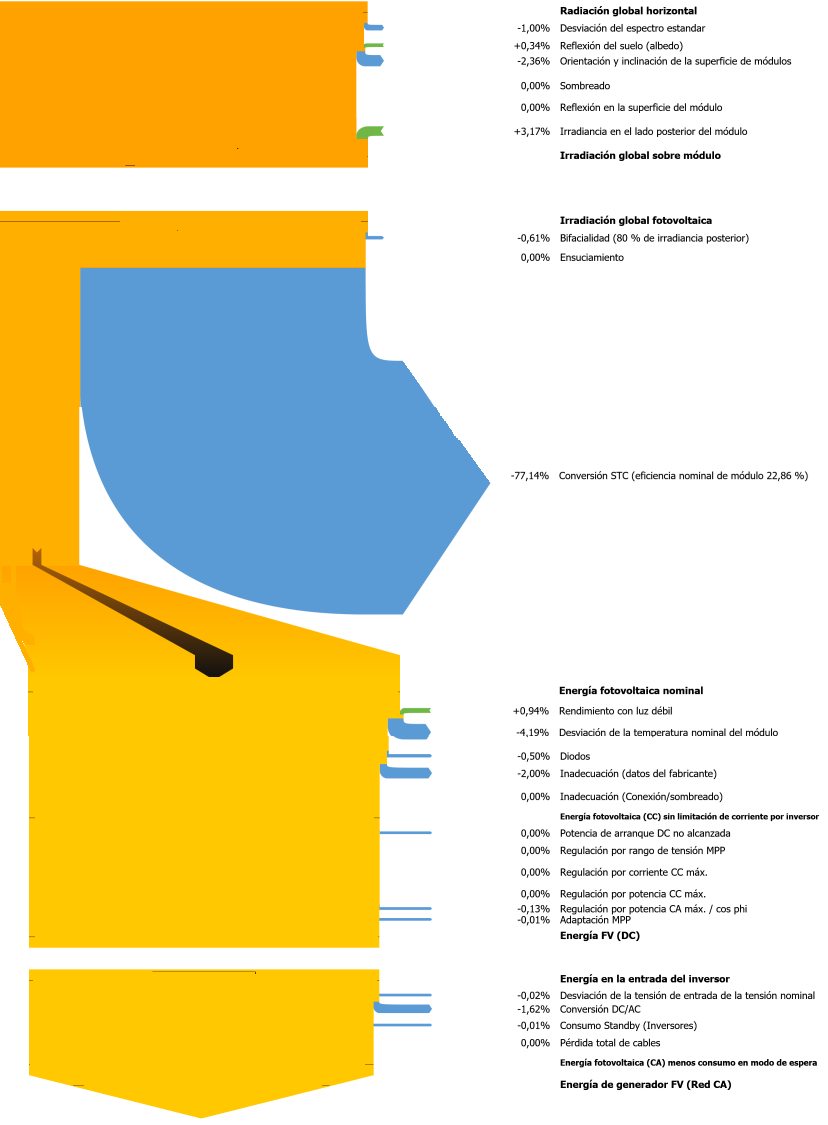 Radiación global horizontal
-1,00% Desviación del espectro estandar
+0,34% Reflexión del suelo (albedo)
-2,36% Orientación y inclinación de la superficie de módulos
0,00% Sombreado
0,00% Reflexión en la superficie del módulo
+3,17% Irradiancia en el lado posterior del módulo
Irradiación global sobre módulo
Irradiación global fotovoltaica
-0,61% Bifacialidad (80 % de irradiancia posterior)
0,00% Ensuciamiento
-77,14% Conversión STC (eficiencia nominal de módulo 22,86 %)
Energía fotovoltaica nominal
+0,94% Rendimiento con luz débil
-4,19% Desviación de la temperatura nominal del módulo
-0,50% Diodos
-2,00% Inadecuación (datos del fabricante)
0,00% Inadecuación (Conexión/sombreado)
Energía fotovoltaica (CC) sin limitación de corriente por inversor
0,00% Potencia de arranque DC no alcanzada
0,00% Regulación por rango de tensión MPP
0,00% Regulación por corriente CC máx.
0,00% Regulación por potencia CC máx.
-0,13% Regulación por potencia CA máx. / cos phi
-0,01% Adaptación MPP
Energía FV (DC)
Energía en la entrada del inversor
-0,02% Desviación de la tensión de entrada de la tensión nominal
-1,62% Conversión DC/AC
-0,01% Consumo Standby (Inversores)
0,00% Pérdida total de cables
Energía fotovoltaica (CA) menos consumo en modo de espera
Energía de generador FV (Red CA)